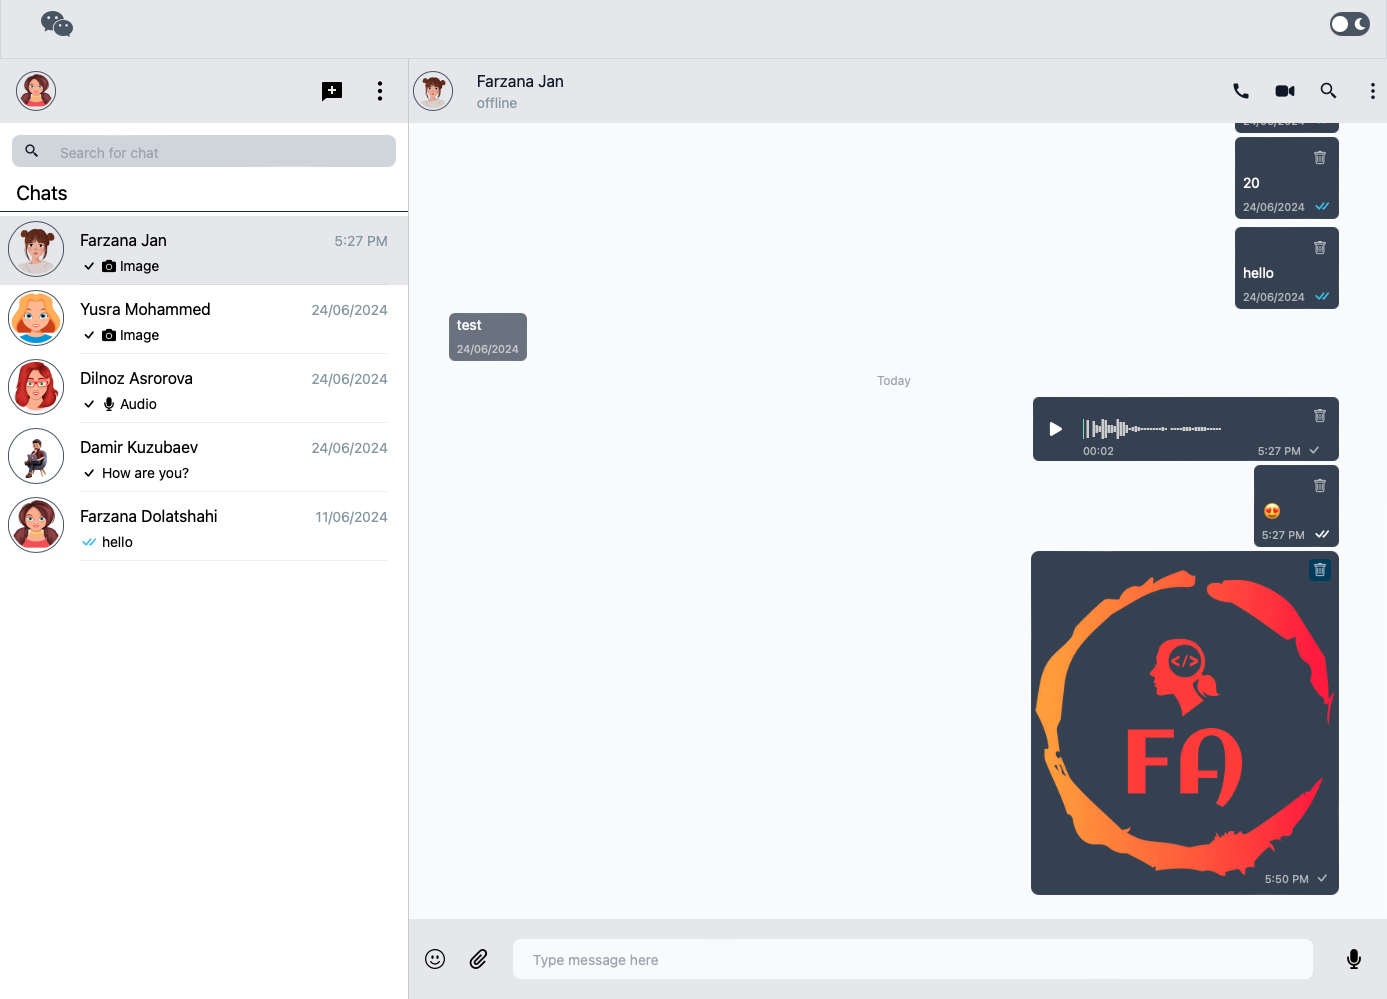 Farzana Jan
offline
Search for chat
Chats
Farzana Jan 5:27 PM
Image
Yusra Mohammed 24/06/2024
Image
Dilnoz Asrorova 24/06/2024
Audio
Damir Kuzubaev 24/06/2024
How are you?
Farzana Dolatshahi 11/06/2024
hello
24/06/2024
20
24/06/2024
hello
24/06/2024
test
24/06/2024
Today
00:02 5:27 PM
5:27 PM
</>
FA
5:50 PM
Type message here